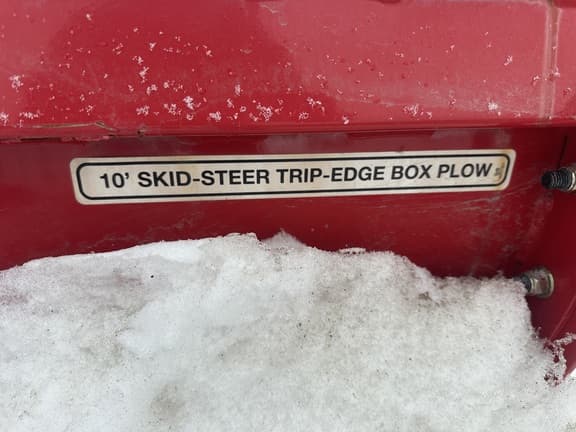 10' SKID-STEER TRIP-EDGE BOX PLOW